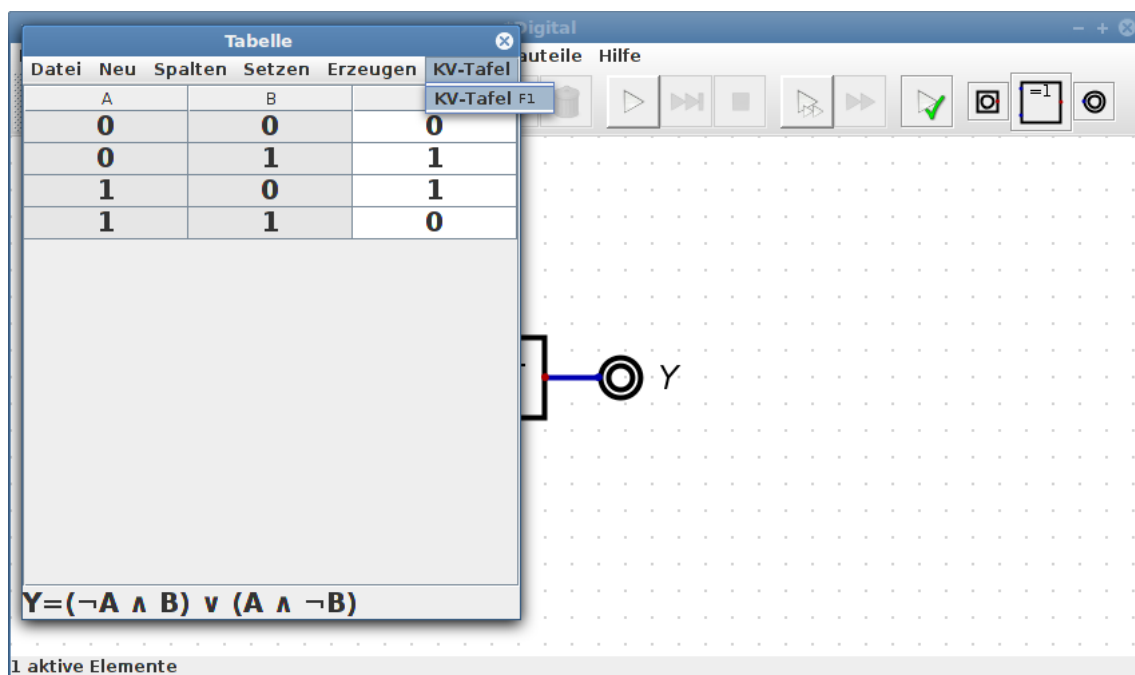 Digital
Tabelle
auteile Hilfe
Datei Neu Spalten Setzen Erzeugen KV-Tafel
KV-Tafel F1
A B
0 0 0
0 1 1
1 0 1
1 1 0
=1
Y
Y=(¬A ∧ B) ∨ (A ∧ ¬B)
1 aktive Elemente